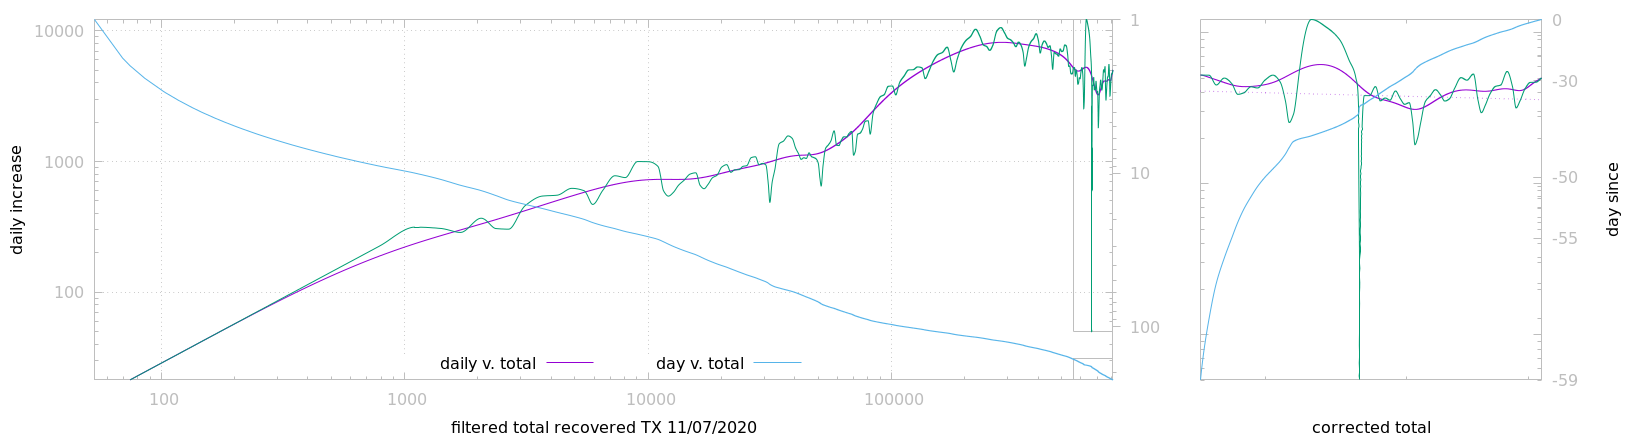 10000
1000
100
daily increase
100
1000
10000
100000
1
10
100
daily v. total
day v. total
filtered total recovered TX 11/07/2020
0
-30
-50
-55
-59
day since
corrected total